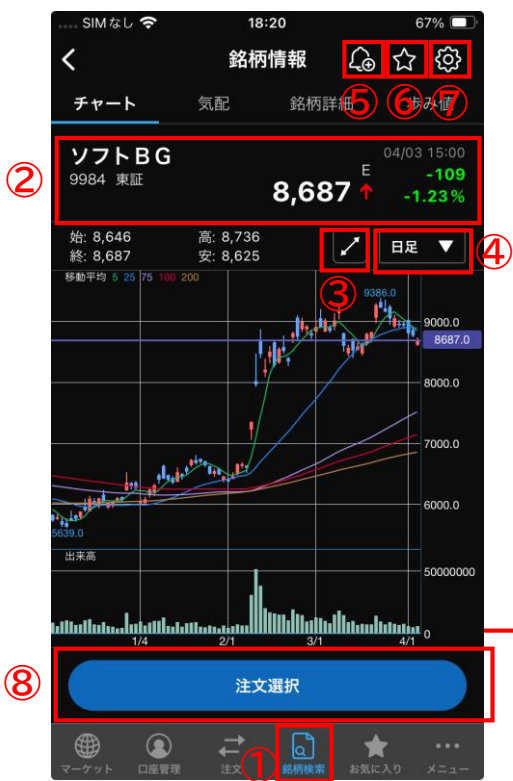 SIMなし 18:20 67%
銘柄情報
⑤ ⑥ ⑦
チャート 気配 銘柄詳細 歩み値
②
ソフトBG 04/03 15:00
9984 東証 8,687 E ↑ -109
-1.23%
始: 8,646 高: 8,736 日足 ▼ ④
終: 8,687 安: 8,625
③
移動平均 5 25 75 100 200
9386.0
9000.0
8687.0
8000.0
7000.0
6000.0
5639.0
出来高
50000000
0
1/4 2/1 3/1 4/1
⑧ 注文選択
①
マーケット 口座管理 注文 銘柄検索 お気に入り メニュー